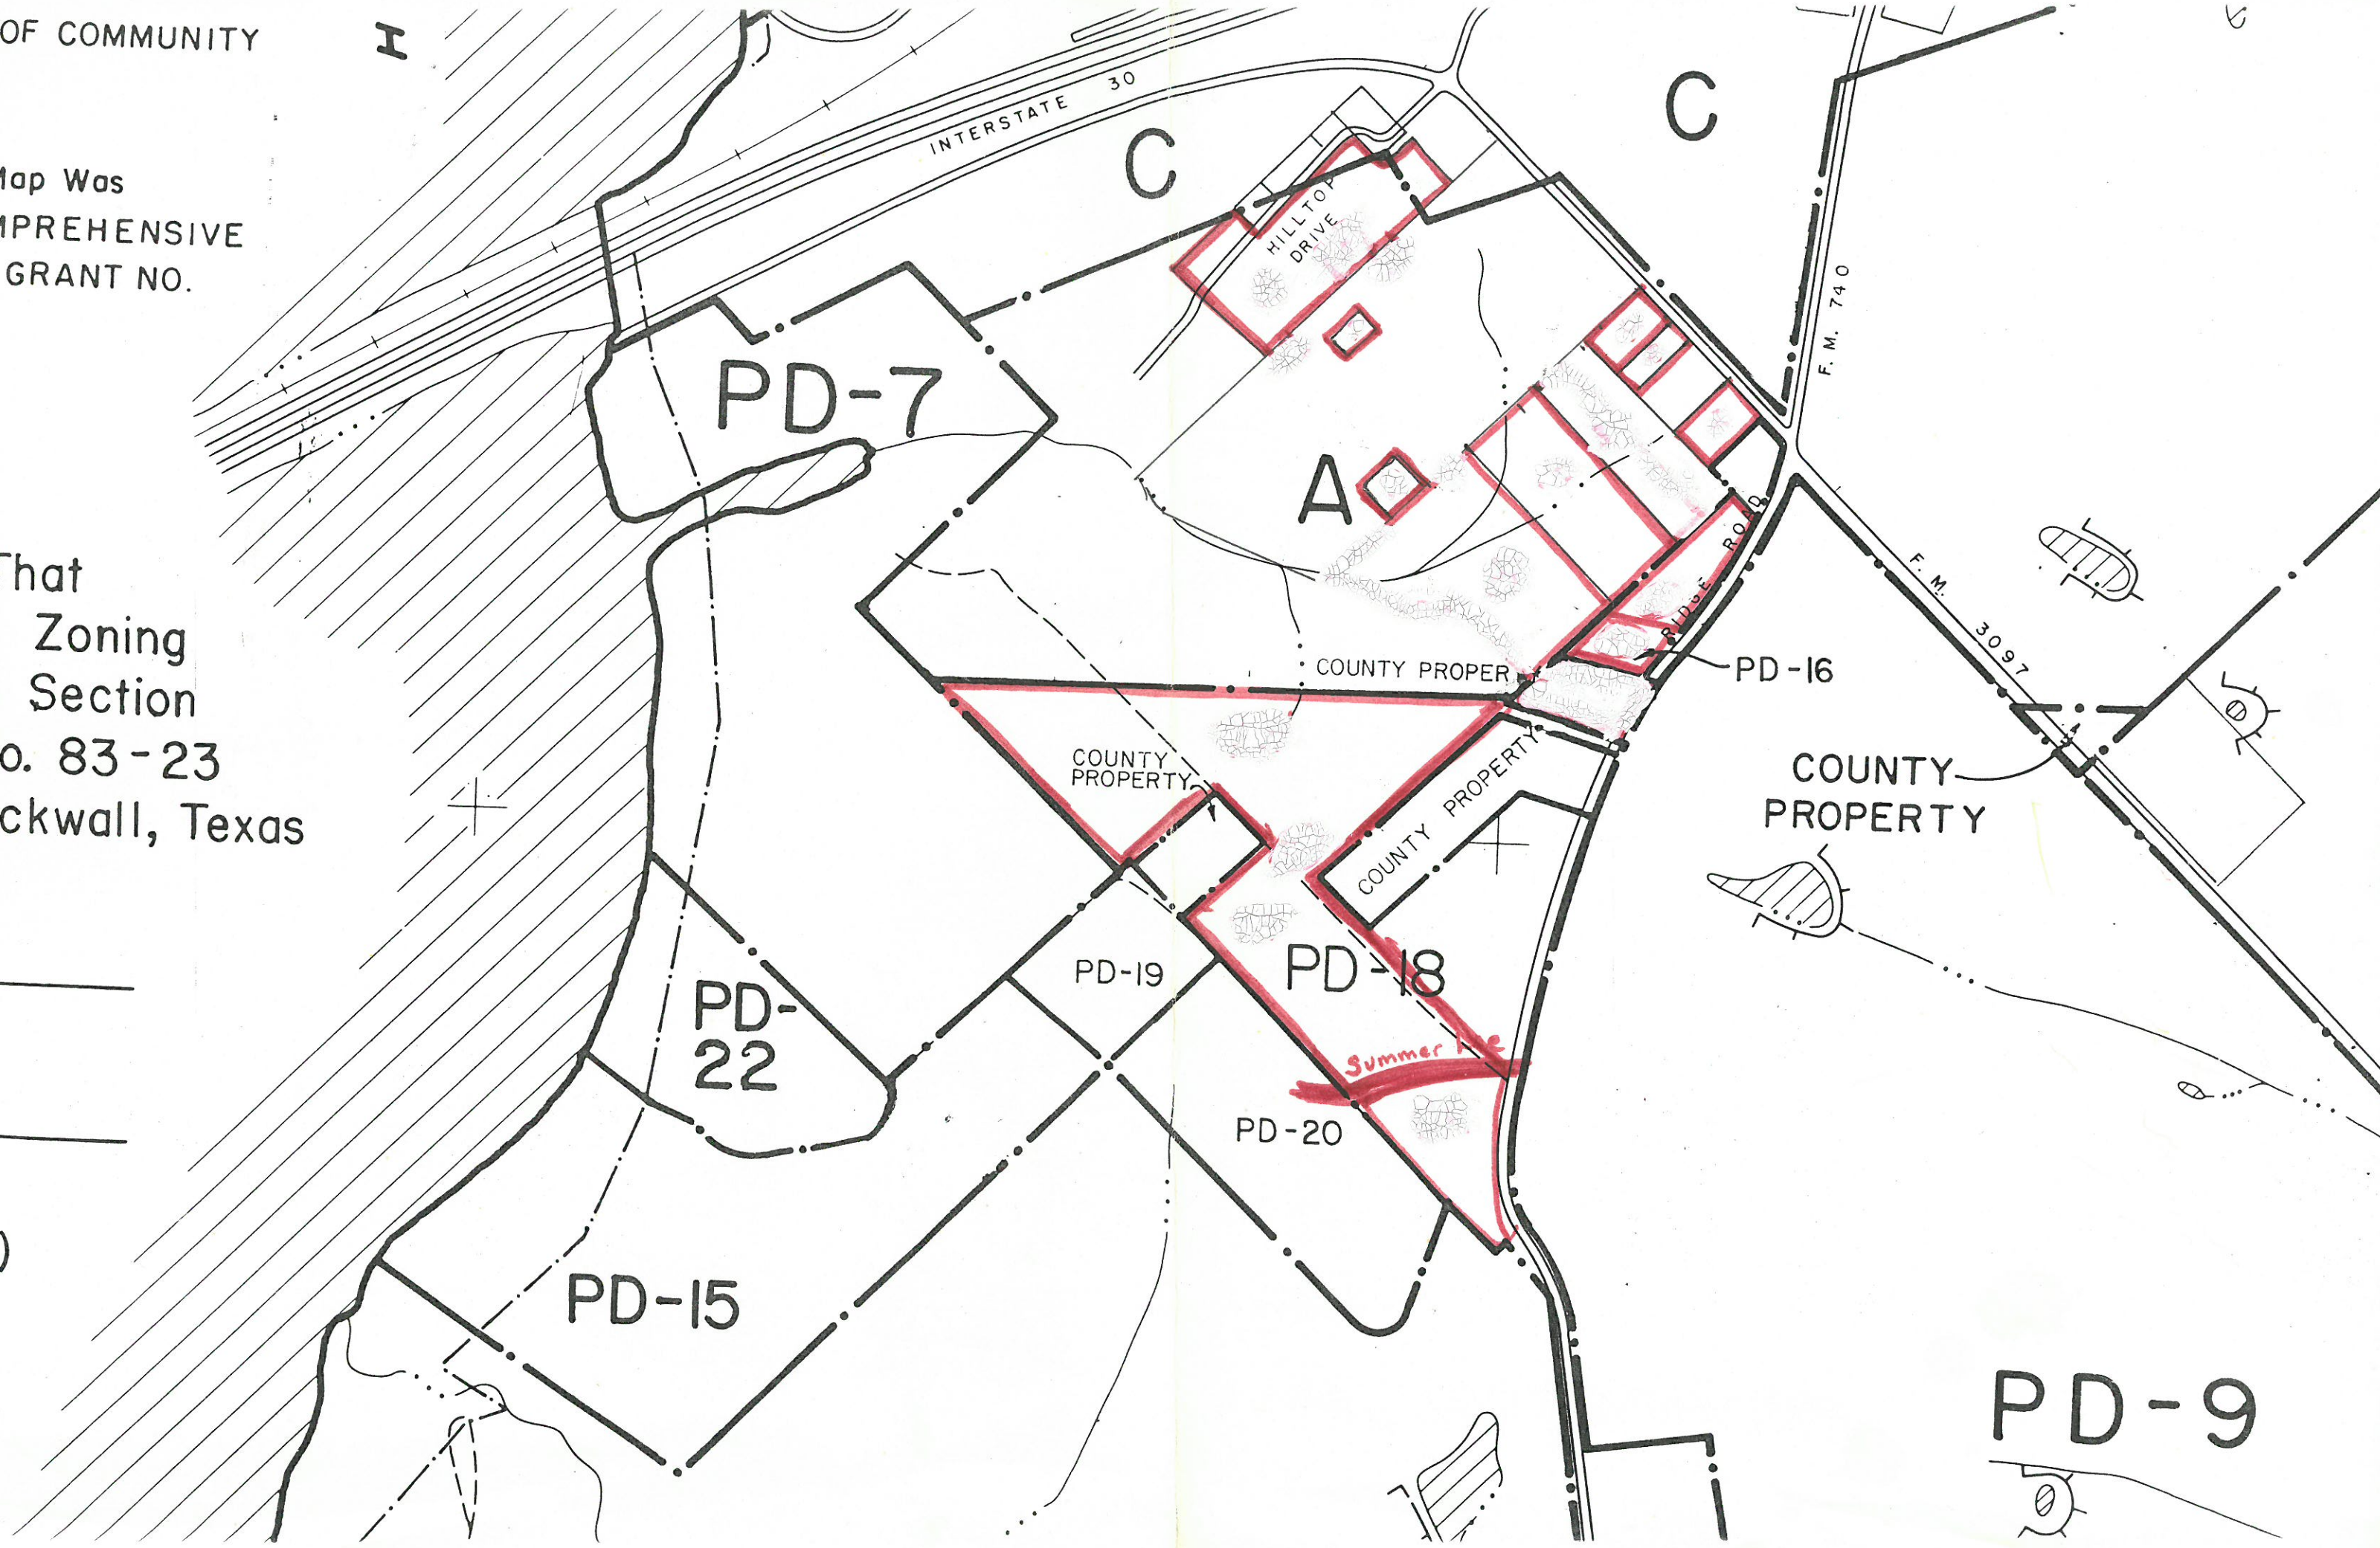 OF COMMUNITY
H
Map Was
MPREHENSIVE
GRANT NO.
That
Zoning
Section
o. 83-23
ckwall, Texas
)
INTERSTATE 30
C
C
HILLTOP
DRIVE
F. M. 740
PD-7
A
ROAD
RIDGE
F. M. 3097
COUNTY PROPER
PD-16
COUNTY
PROPERTY
COUNTY PROPERTY
COUNTY
PROPERTY
PD-18
PD-19
PD-
22
Summer
PD-20
PD-15
PD-9